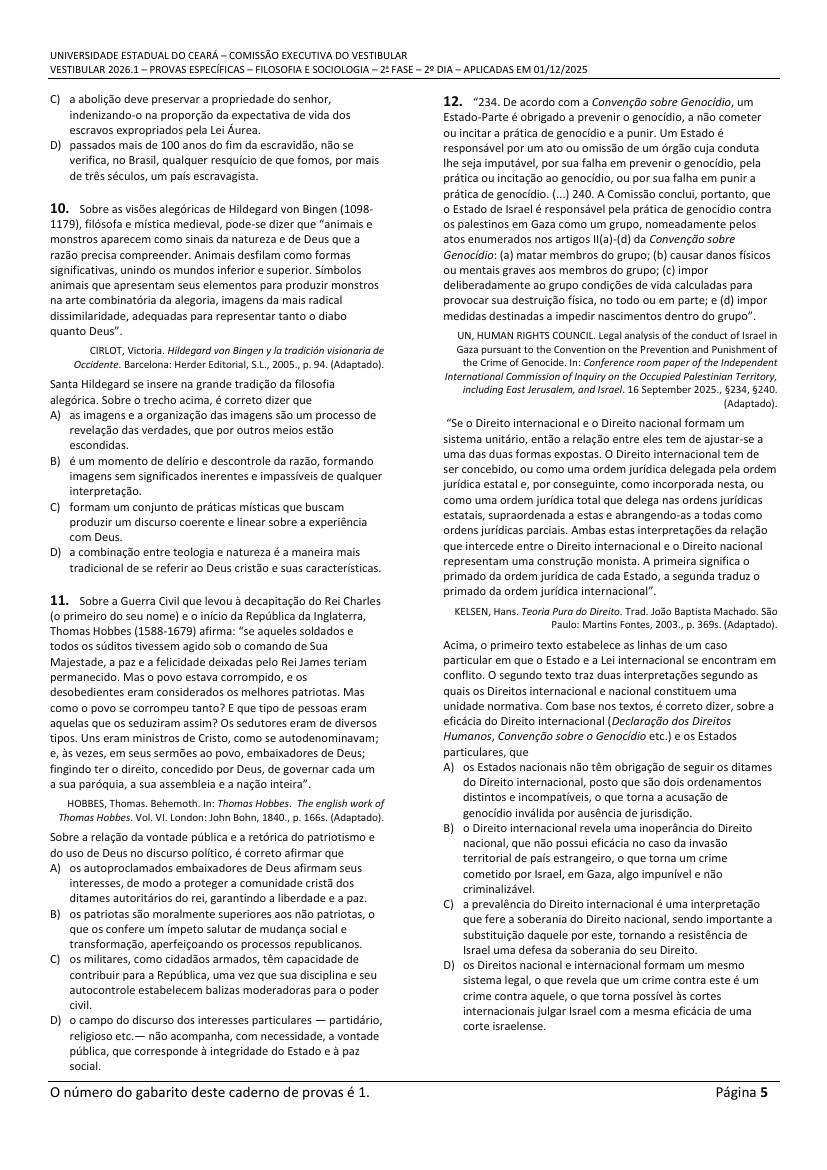 UNIVERSIDADE ESTADUAL DO CEARÁ – COMISSÃO EXECUTIVA DO VESTIBULAR
VESTIBULAR 2026.1 – PROVAS ESPECÍFICAS – FILOSOFIA E SOCIOLOGIA – 2ª FASE – 2º DIA – APLICADAS EM 01/12/2025
C) a abolição deve preservar a propriedade do senhor,
indenizando-o na proporção da expectativa de vida dos
escravos expropriados pela Lei Áurea.
D) passados mais de 100 anos do fim da escravidão, não se
verifica, no Brasil, qualquer resquício de que fomos, por mais
de três séculos, um país escravagista.
10. Sobre as visões alegóricas de Hildegard von Bingen (1098-
1179), filósofa e mística medieval, pode-se dizer que “animais e
monstros aparecem como sinais da natureza e de Deus que a
razão precisa compreender. Animais desfilam como formas
significativas, unindo os mundos inferior e superior. Símbolos
animais que apresentam seus elementos para produzir monstros
na arte combinatória da alegoria, imagens da mais radical
dissimilaridade, adequadas para representar tanto o diabo
quanto Deus”.
CIRLOT, Victoria. Hildegard von Bingen y la tradición visionaria de
Occidente. Barcelona: Herder Editorial, S.L., 2005., p. 94. (Adaptado).
Santa Hildegard se insere na grande tradição da filosofia
alegórica. Sobre o trecho acima, é correto dizer que
A) as imagens e a organização das imagens são um processo de
revelação das verdades, que por outros meios estão
escondidas.
B) é um momento de delírio e descontrole da razão, formando
imagens sem significados inerentes e impassíveis de qualquer
interpretação.
C) formam um conjunto de práticas místicas que buscam
produzir um discurso coerente e linear sobre a experiência
com Deus.
D) a combinação entre teologia e natureza é a maneira mais
tradicional de se referir ao Deus cristão e suas características.
11. Sobre a Guerra Civil que levou à decapitação do Rei Charles
(o primeiro do seu nome) e o início da República da Inglaterra,
Thomas Hobbes (1588-1679) afirma: “se aqueles soldados e
todos os súditos tivessem agido sob o comando de Sua
Majestade, a paz e a felicidade deixadas pelo Rei James teriam
permanecido. Mas o povo estava corrompido, e os
desobedientes eram considerados os melhores patriotas. Mas
como o povo se corrompeu tanto? E que tipo de pessoas eram
aquelas que os seduziram assim? Os sedutores eram de diversos
tipos. Uns eram ministros de Cristo, como se autodenominavam;
e, às vezes, em seus sermões ao povo, embaixadores de Deus;
fingindo ter o direito, concedido por Deus, de governar cada um
a sua paróquia, a sua assembleia e a nação inteira”.
HOBBES, Thomas. Behemoth. In: Thomas Hobbes. The english work of
Thomas Hobbes. Vol. VI. London: John Bohn, 1840., p. 166s. (Adaptado).
Sobre a relação da vontade pública e a retórica do patriotismo e
do uso de Deus no discurso político, é correto afirmar que
A) os autoproclamados embaixadores de Deus afirmam seus
interesses, de modo a proteger a comunidade cristã dos
ditames autoritários do rei, garantindo a liberdade e a paz.
B) os patriotas são moralmente superiores aos não patriotas, o
que os confere um ímpeto salutar de mudança social e
transformação, aperfeiçoando os processos republicanos.
C) os militares, como cidadãos armados, têm capacidade de
contribuir para a República, uma vez que sua disciplina e seu
autocontrole estabelecem balizas moderadoras para o poder
civil.
D) o campo do discurso dos interesses particulares — partidário,
religioso etc.— não acompanha, com necessidade, a vontade
pública, que corresponde à integridade do Estado e à paz
social.
12. “234. De acordo com a Convenção sobre Genocídio, um
Estado-Parte é obrigado a prevenir o genocídio, a não cometer
ou incitar a prática de genocídio e a punir. Um Estado é
responsável por um ato ou omissão de um órgão cuja conduta
lhe seja imputável, por sua falha em prevenir o genocídio, pela
prática ou incitação ao genocídio, ou por sua falha em punir a
prática de genocídio. (...) 240. A Comissão conclui, portanto, que
o Estado de Israel é responsável pela prática de genocídio contra
os palestinos em Gaza como um grupo, nomeadamente pelos
atos enumerados nos artigos II(a)-(d) da Convenção sobre
Genocídio: (a) matar membros do grupo; (b) causar danos físicos
ou mentais graves aos membros do grupo; (c) impor
deliberadamente ao grupo condições de vida calculadas para
provocar sua destruição física, no todo ou em parte; e (d) impor
medidas destinadas a impedir nascimentos dentro do grupo”.
UN, HUMAN RIGHTS COUNCIL. Legal analysis of the conduct of Israel in
Gaza pursuant to the Convention on the Prevention and Punishment of
the Crime of Genocide. In: Conference room paper of the Independent
International Commission of Inquiry on the Occupied Palestinian Territory,
including East Jerusalem, and Israel. 16 September 2025., §234, §240.
(Adaptado).
“Se o Direito internacional e o Direito nacional formam um
sistema unitário, então a relação entre eles tem de ajustar-se a
uma das duas formas expostas. O Direito internacional tem de
ser concebido, ou como uma ordem jurídica delegada pela ordem
jurídica estatal e, por conseguinte, como incorporada nesta, ou
como uma ordem jurídica total que delega nas ordens jurídicas
estatais, supraordenada a estas e abrangendo-as a todas como
ordens jurídicas parciais. Ambas estas interpretações da relação
que intercede entre o Direito internacional e o Direito nacional
representam uma construção monista. A primeira significa o
primado da ordem jurídica de cada Estado, a segunda traduz o
primado da ordem jurídica internacional”.
KELSEN, Hans. Teoria Pura do Direito. Trad. João Baptista Machado. São
Paulo: Martins Fontes, 2003., p. 369s. (Adaptado).
Acima, o primeiro texto estabelece as linhas de um caso
particular em que o Estado e a Lei internacional se encontram em
conflito. O segundo texto traz duas interpretações segundo as
quais os Direitos internacional e nacional constituem uma
unidade normativa. Com base nos textos, é correto dizer, sobre a
eficácia do Direito internacional (Declaração dos Direitos
Humanos, Convenção sobre o Genocídio etc.) e os Estados
particulares, que
A) os Estados nacionais não têm obrigação de seguir os ditames
do Direito internacional, posto que são dois ordenamentos
distintos e incompatíveis, o que torna a acusação de
genocídio inválida por ausência de jurisdição.
B) o Direito internacional revela uma inoperância do Direito
nacional, que não possui eficácia no caso da invasão
territorial de país estrangeiro, o que torna um crime
cometido por Israel, em Gaza, algo impunível e não
criminalizável.
C) a prevalência do Direito internacional é uma interpretação
que fere a soberania do Direito nacional, sendo importante a
substituição daquele por este, tornando a resistência de
Israel uma defesa da soberania do seu Direito.
D) os Direitos nacional e internacional formam um mesmo
sistema legal, o que revela que um crime contra este é um
crime contra aquele, o que torna possível às cortes
internacionais julgar Israel com a mesma eficácia de uma
corte israelense.
O número do gabarito deste caderno de provas é 1.
Página 5